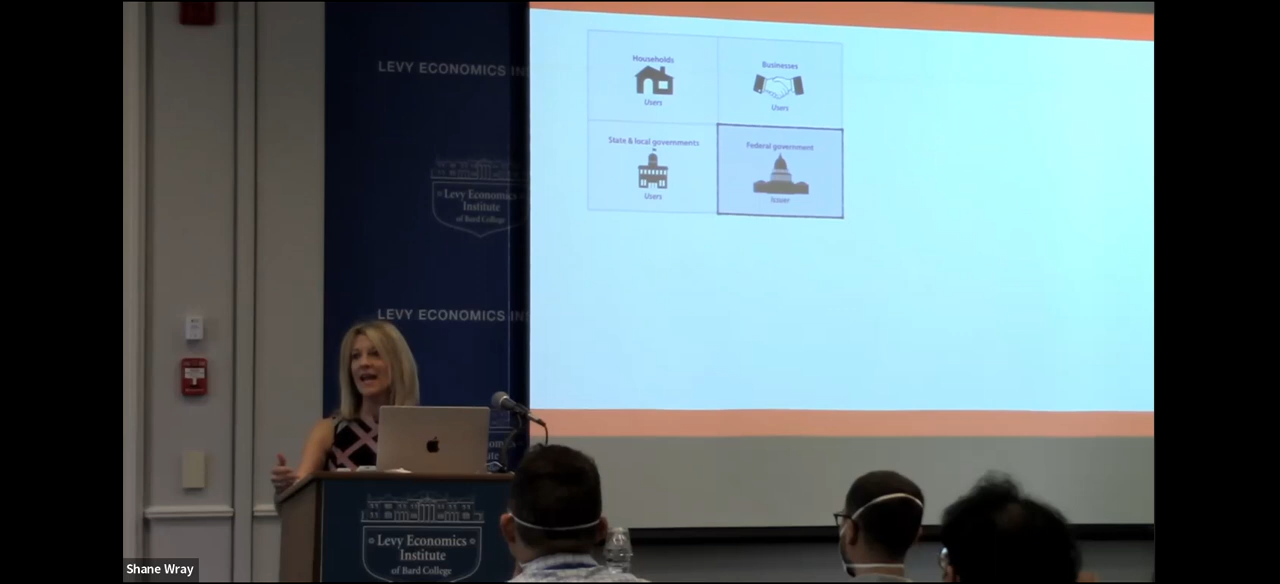 LEVY ECONOMICS IN
Levy Economics
Institute
of Bard College
LEVY ECONOMICS IN
Households
Users
Businesses
Users
State & local governments
Users
Federal government
Issuer
Levy Economics
Institute
of Bard College
Shane Wray